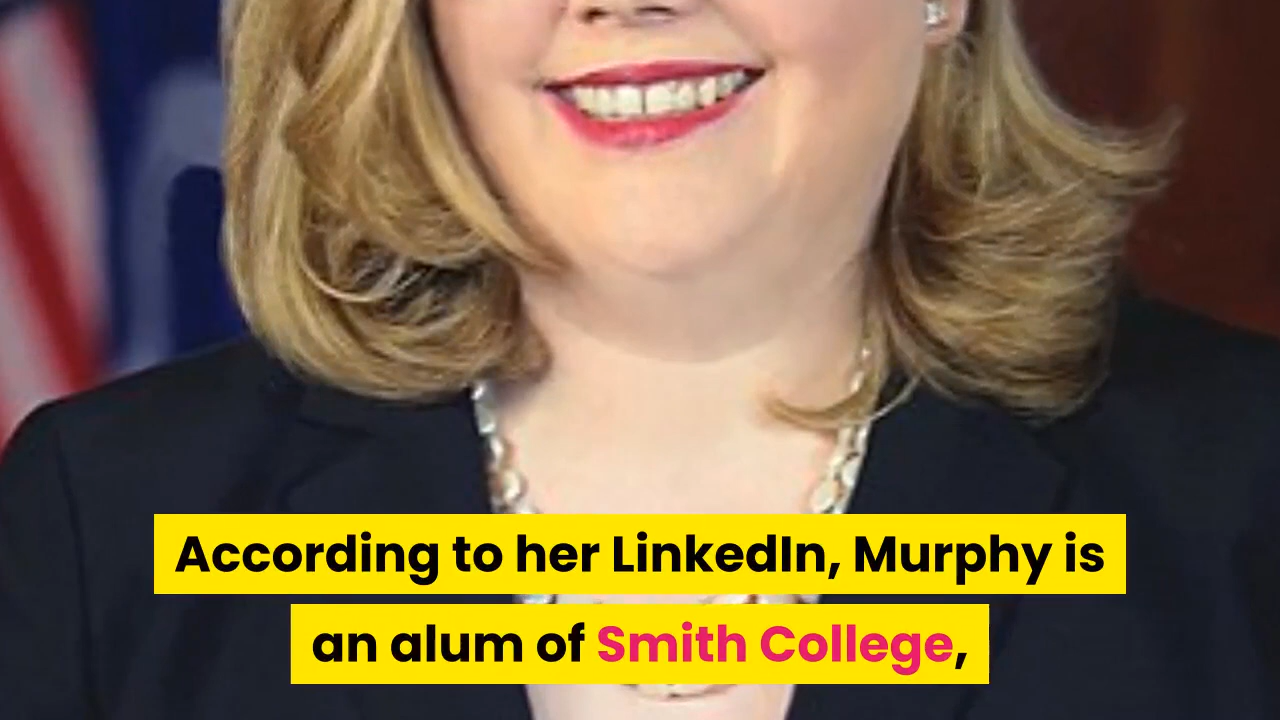 According to her LinkedIn, Murphy is
an alum of Smith College,